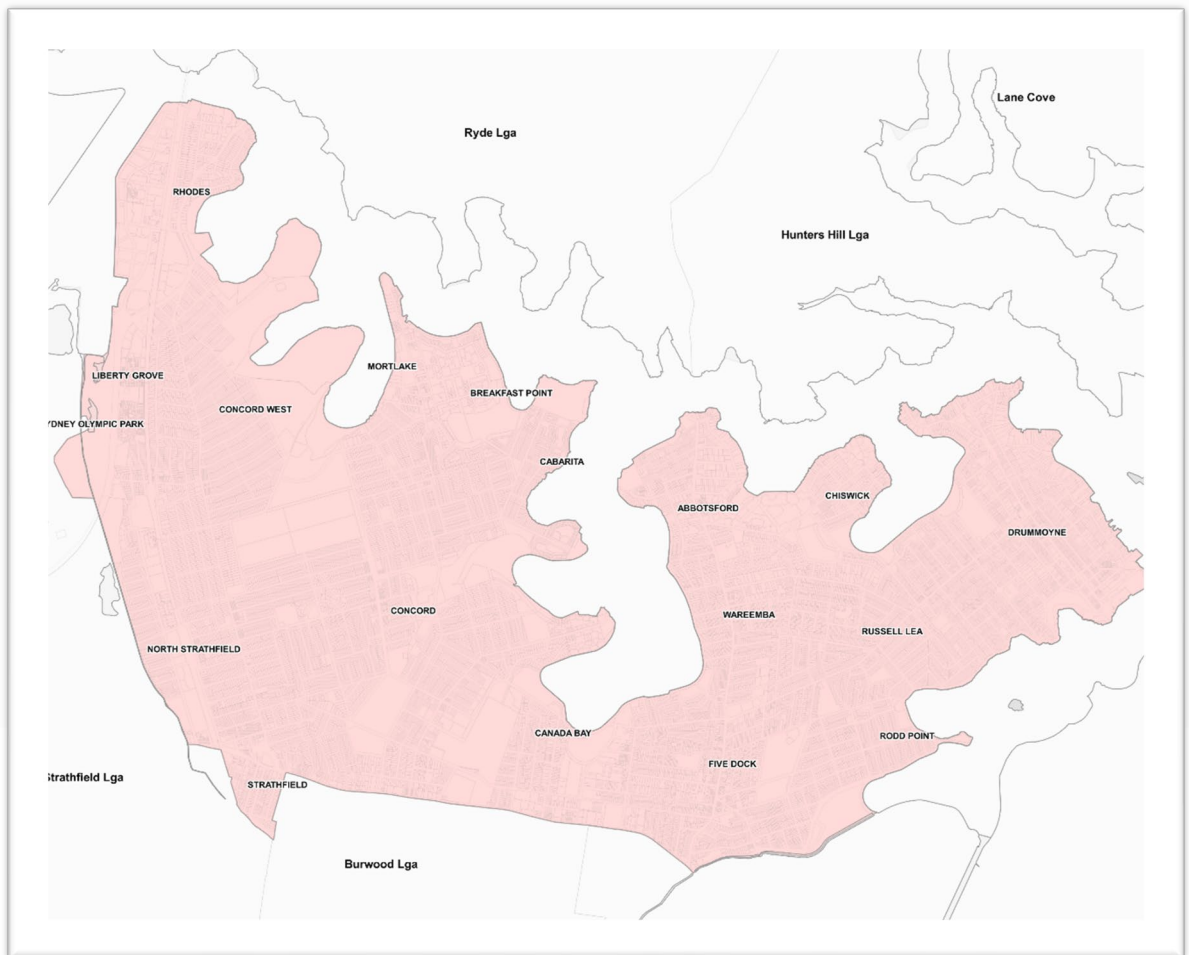 Lane Cove
Ryde Lga
RHODES
Hunters Hill Lga
MORTLAKE
LIBERTY GROVE
BREAKFAST POINT
CONCORD WEST
YDNEY OLYMPIC PARK
CABARITA
CHISWICK
ABBOTSFORD
DRUMMOYNE
CONCORD
WAREEMBA
RUSSELL LEA
NORTH STRATHFIELD
CANADA BAY
RODD POINT
FIVE DOCK
Strathfield Lga
STRATHFIELD
Burwood Lga